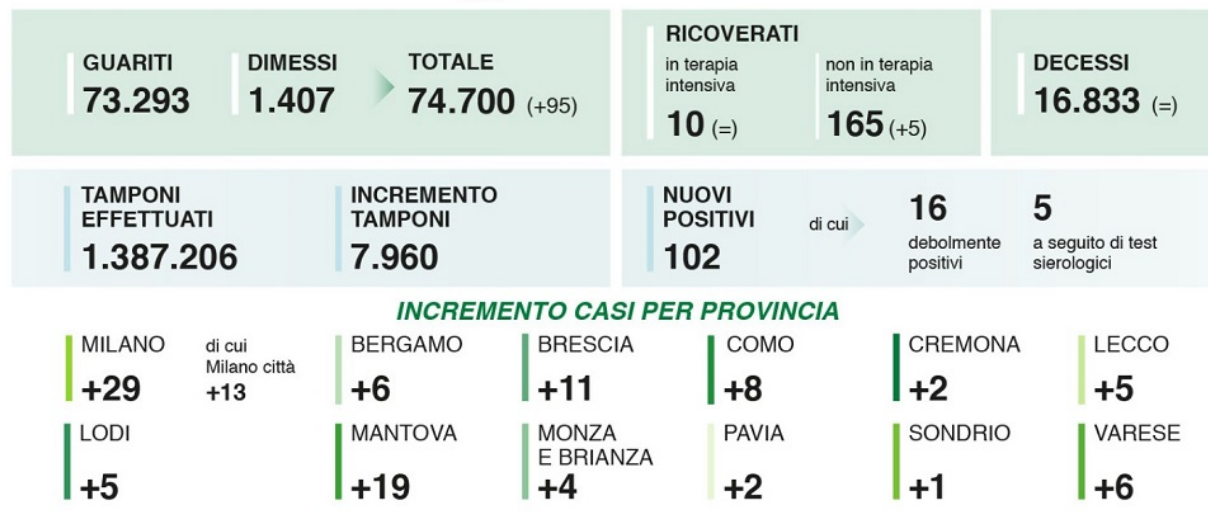 GUARITI
73.293
DIMESSI
1.407
TOTALE
74.700 (+95)
RICOVERATI
in terapia
intensiva
10 (=)
non in terapia
intensiva
165 (+5)
DECESSI
16.833 (=)
TAMPONI
EFFETTUATI
1.387.206
INCREMENTO
TAMPONI
7.960
NUOVI
POSITIVI
102
di cui
16
debolmente
positivi
5
a seguito di test
sierologici
INCREMENTO CASI PER PROVINCIA
MILANO
+29
di cui
Milano città
+13
BERGAMO
+6
BRESCIA
+11
COMO
+8
CREMONA
+2
LECCO
+5
LODI
+5
MANTOVA
+19
MONZA
E BRIANZA
+4
PAVIA
+2
SONDRIO
+1
VARESE
+6